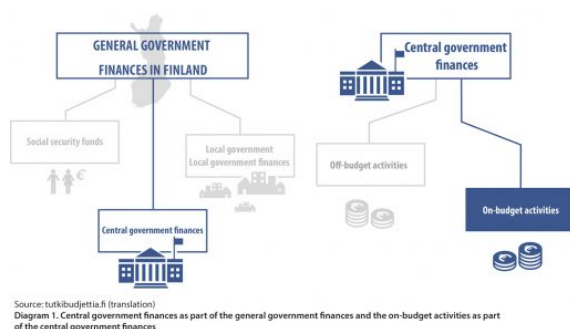 GENERAL GOVERNMENT
FINANCES IN FINLAND
Social security funds
€
Local government
Local government finances
Central government finances
Central government
finances
Off-budget activities
On-budget activities
Source: tutkibudjettia.fi (translation)
Diagram 1. Central government finances as part of the general government finances and the on-budget activities as part
of the central government finances